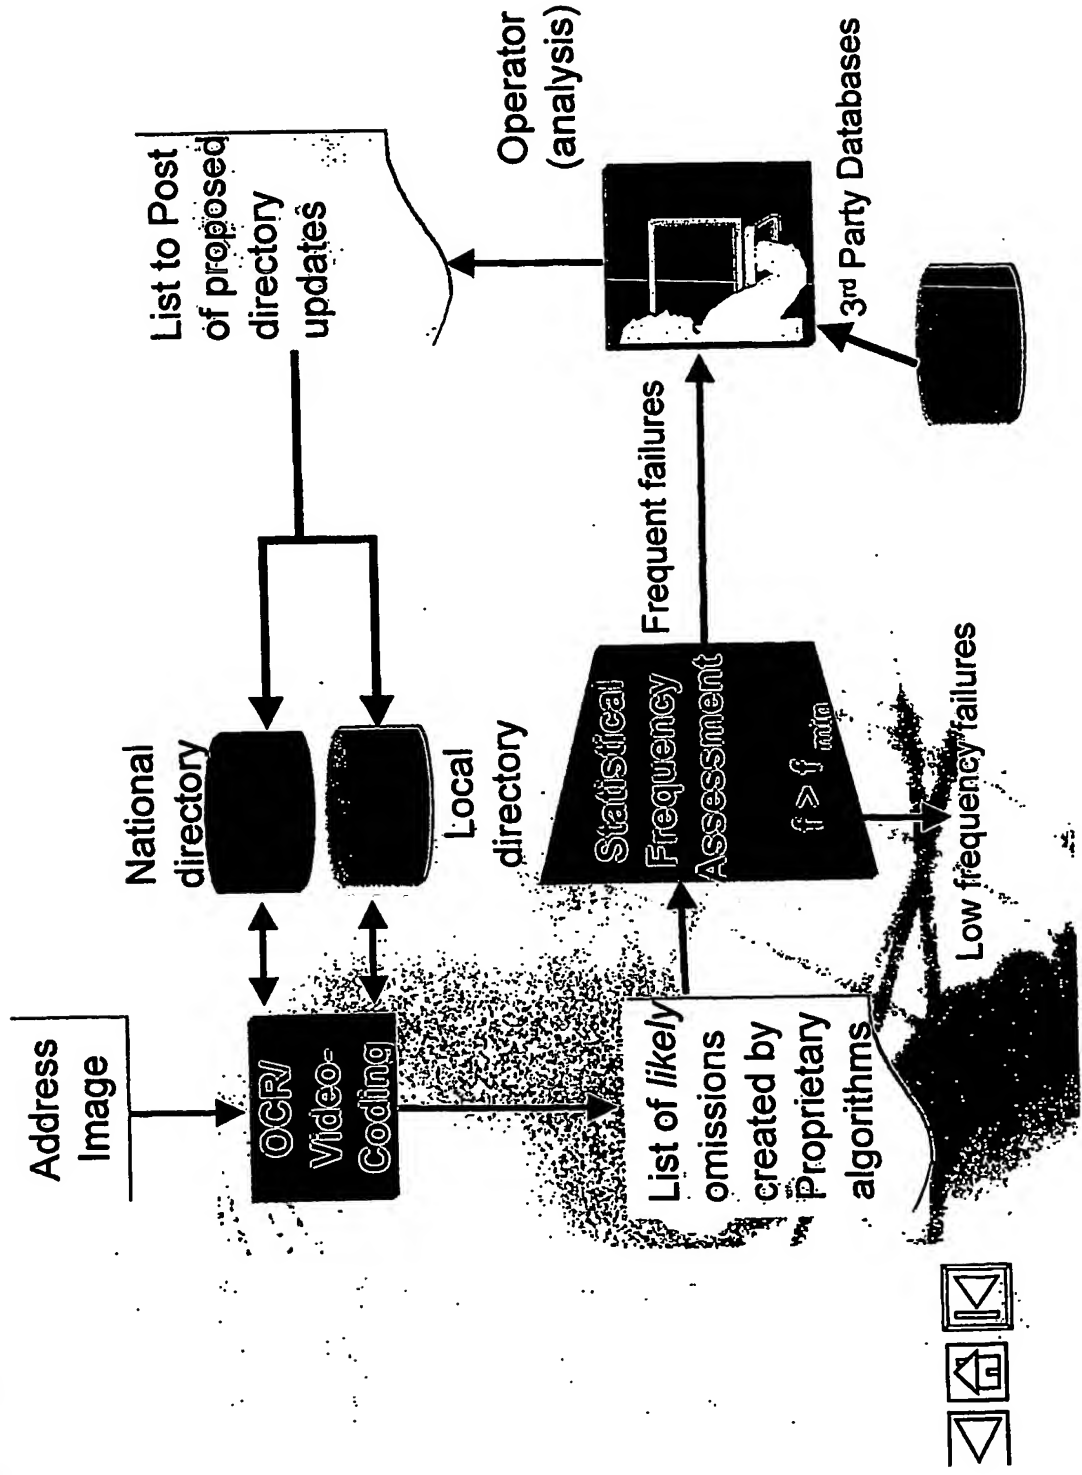 Address
Image
OCR/
Video-
Coding
National
directory
Local
directory
List to Post
of proposed
directory
updates
List of likely
omissions
created by
Proprietary
algorithms
Statistical
Frequency
Assessment
f > f min
Frequent failures
Low frequency failures
Operator
(analysis)
3rd Party Databases